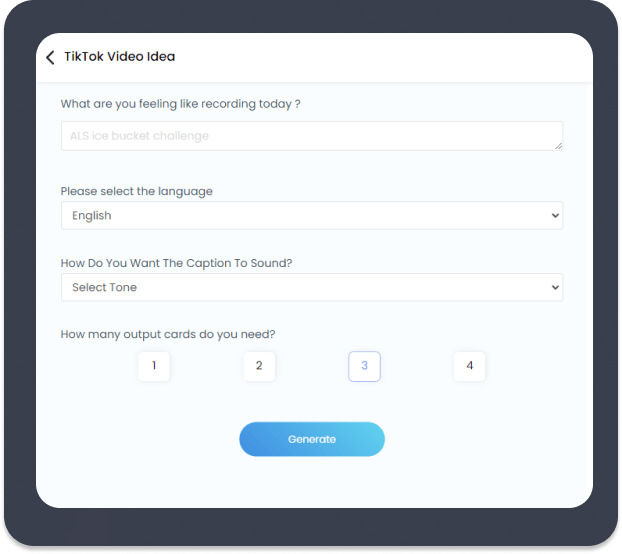 TikTok Video Idea
What are you feeling like recording today ?
ALS ice bucket challenge
Please select the language
English
How Do You Want The Caption To Sound?
Select Tone
How many output cards do you need?
1 2 3 4
Generate